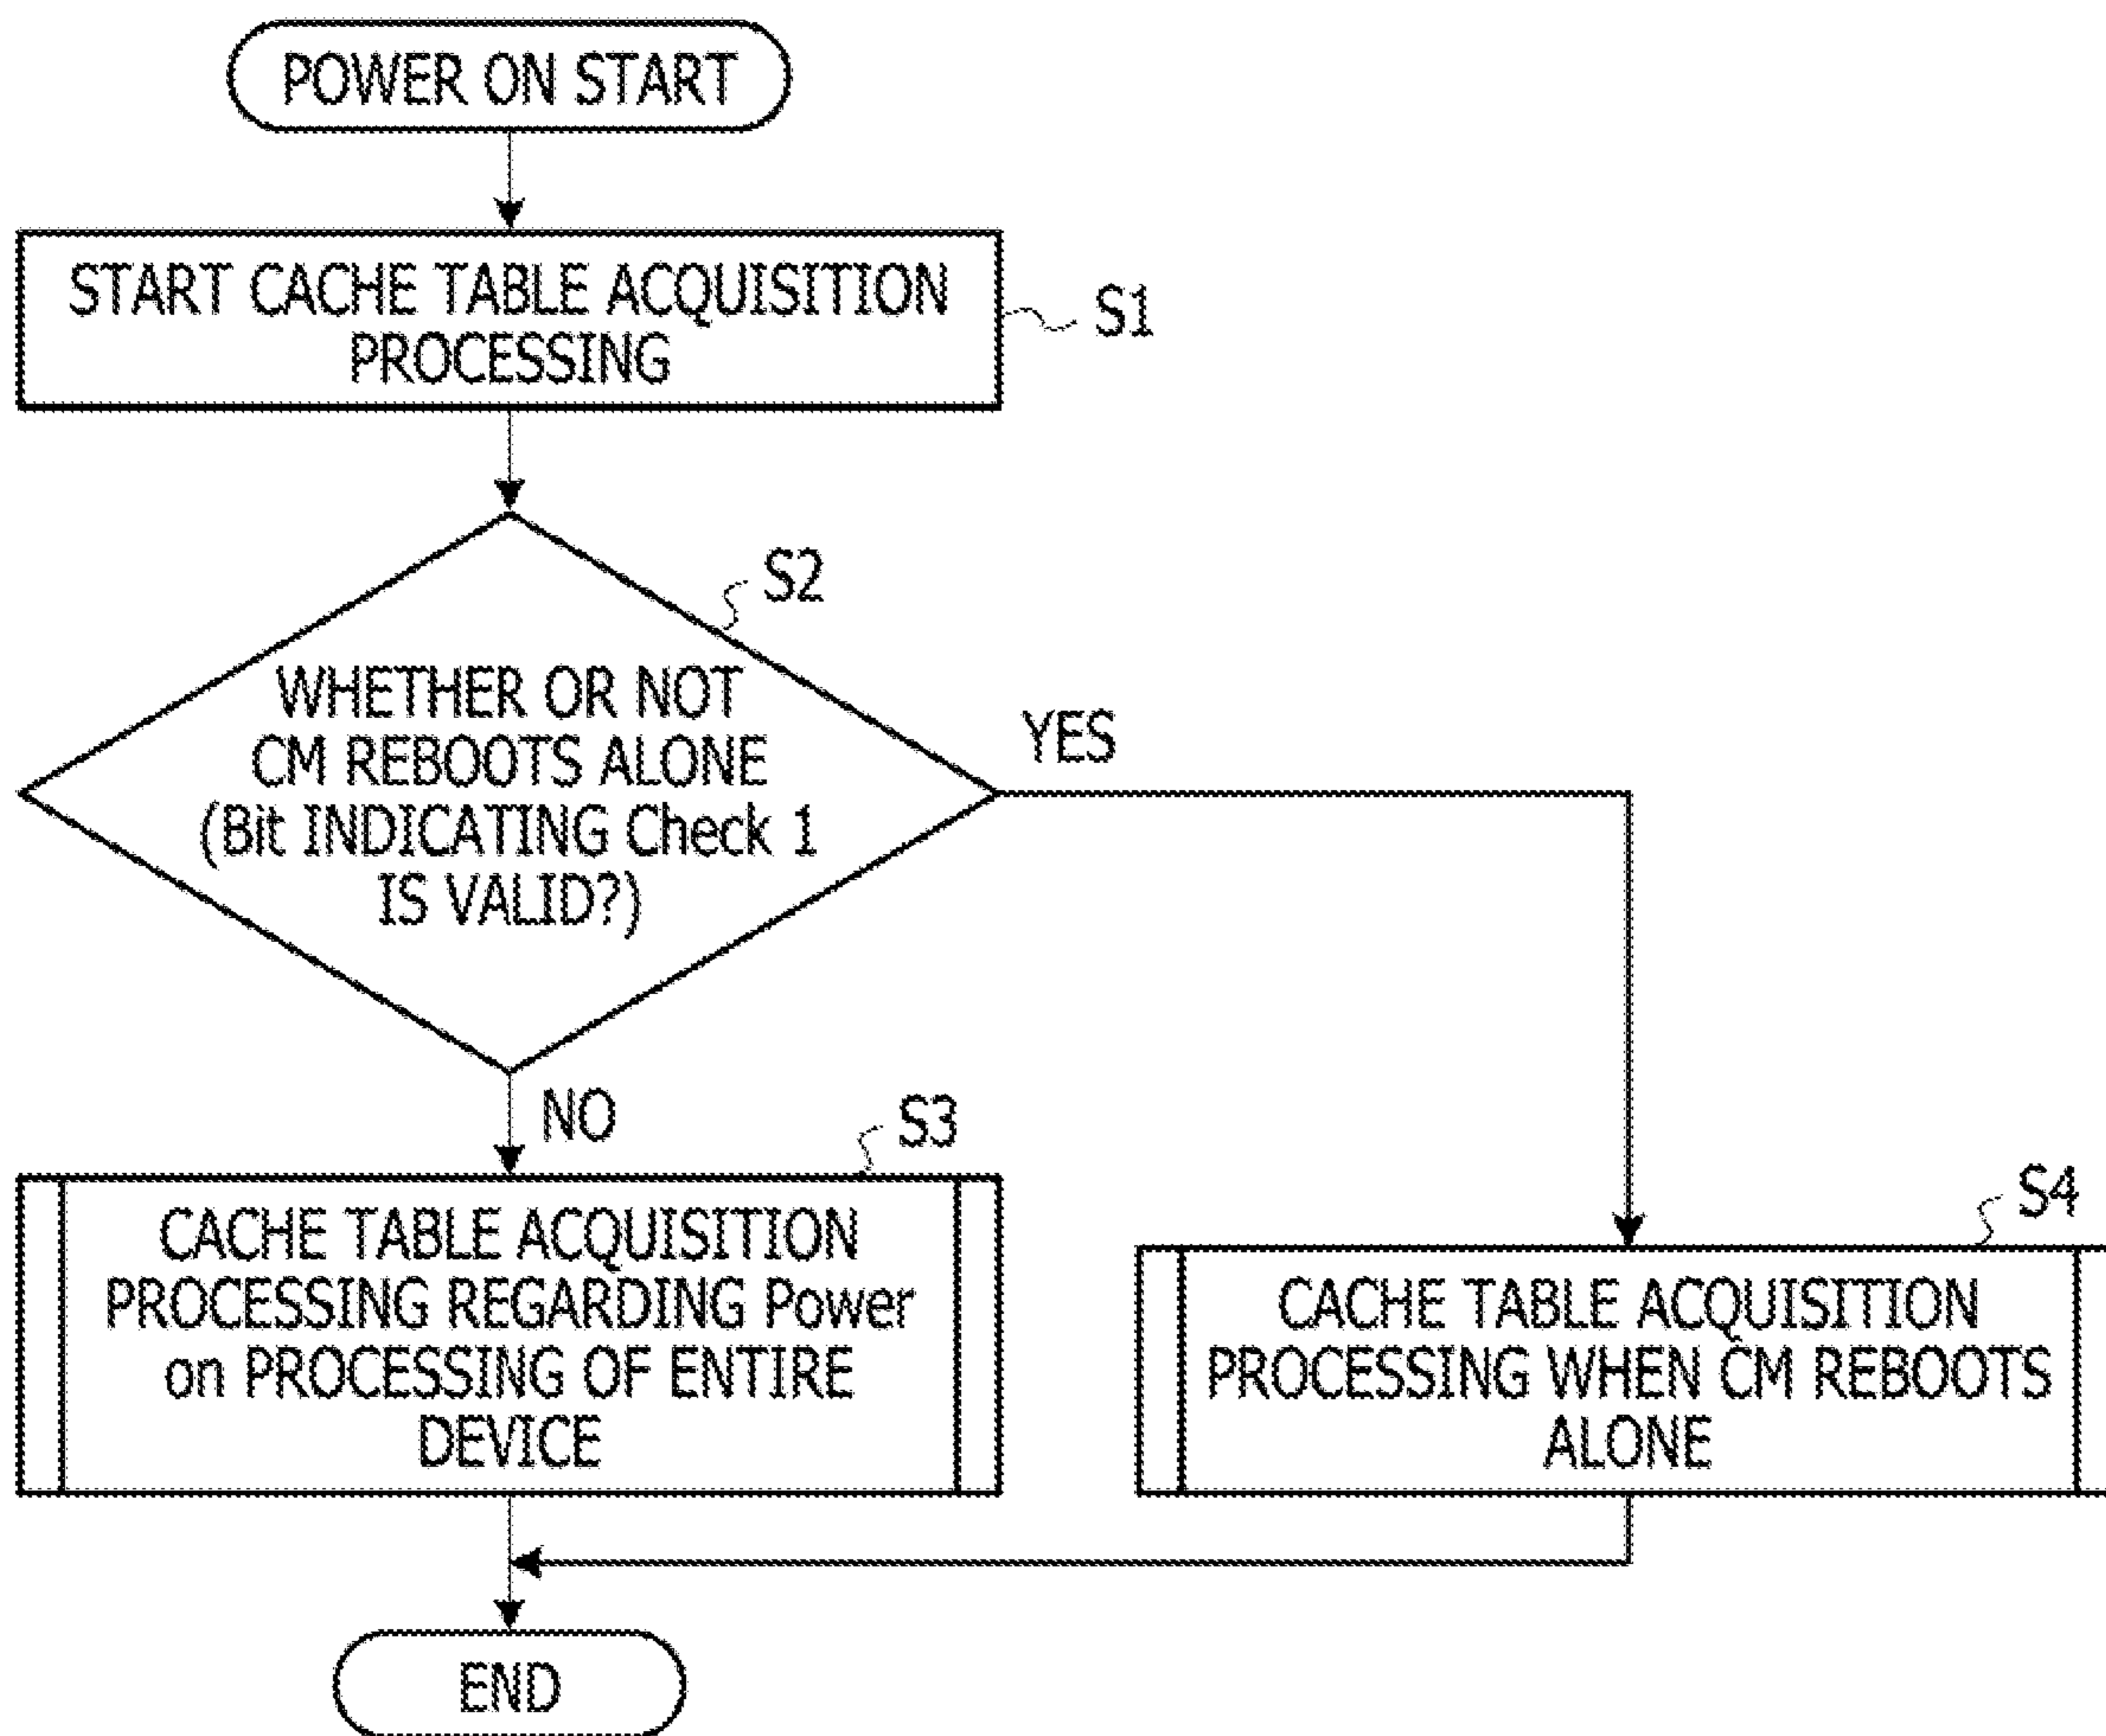 POWER ON START
START CACHE TABLE ACQUISITION
PROCESSING
S1
S2
WHETHER OR NOT
CM REBOOTS ALONE
(Bit INDICATING Check 1
IS VALID?)
YES
NO
S3
CACHE TABLE ACQUISITION
PROCESSING REGARDING Power
on PROCESSING OF ENTIRE
DEVICE
S4
CACHE TABLE ACQUISITION
PROCESSING WHEN CM REBOOTS
ALONE
END